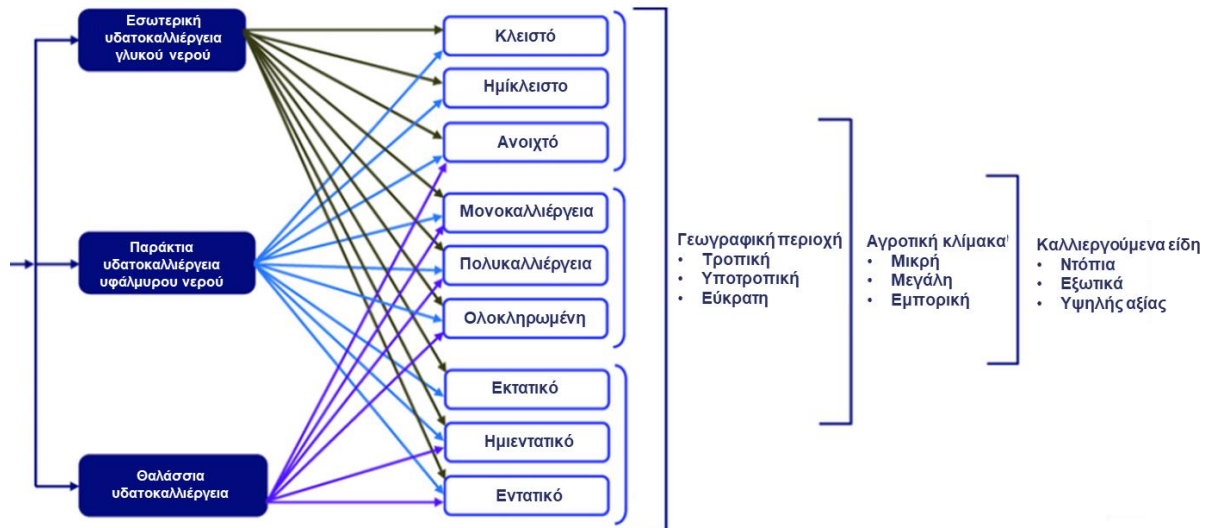 Εσωτερική
υδατοκαλλιέργεια
γλυκού νερού
Παράκτια
υδατοκαλλιέργεια
υφάλμυρου νερού
Θαλάσσια
υδατοκαλλιέργεια
Κλειστό
Ημίκλειστο
Ανοιχτό
Μονοκαλλιέργεια
Πολυκαλλιέργεια
Ολοκληρωμένη
Εκτατικό
Ημιεντατικό
Εντατικό
Γεωγραφική περιοχή
• Τροπική
• Υποτροπική
• Εύκρατη
Αγροτική κλίμακα
• Μικρή
• Μεγάλη
• Εμπορική
Καλλιεργούμενα είδη
• Ντόπια
• Εξωτικά
• Υψηλής αξίας